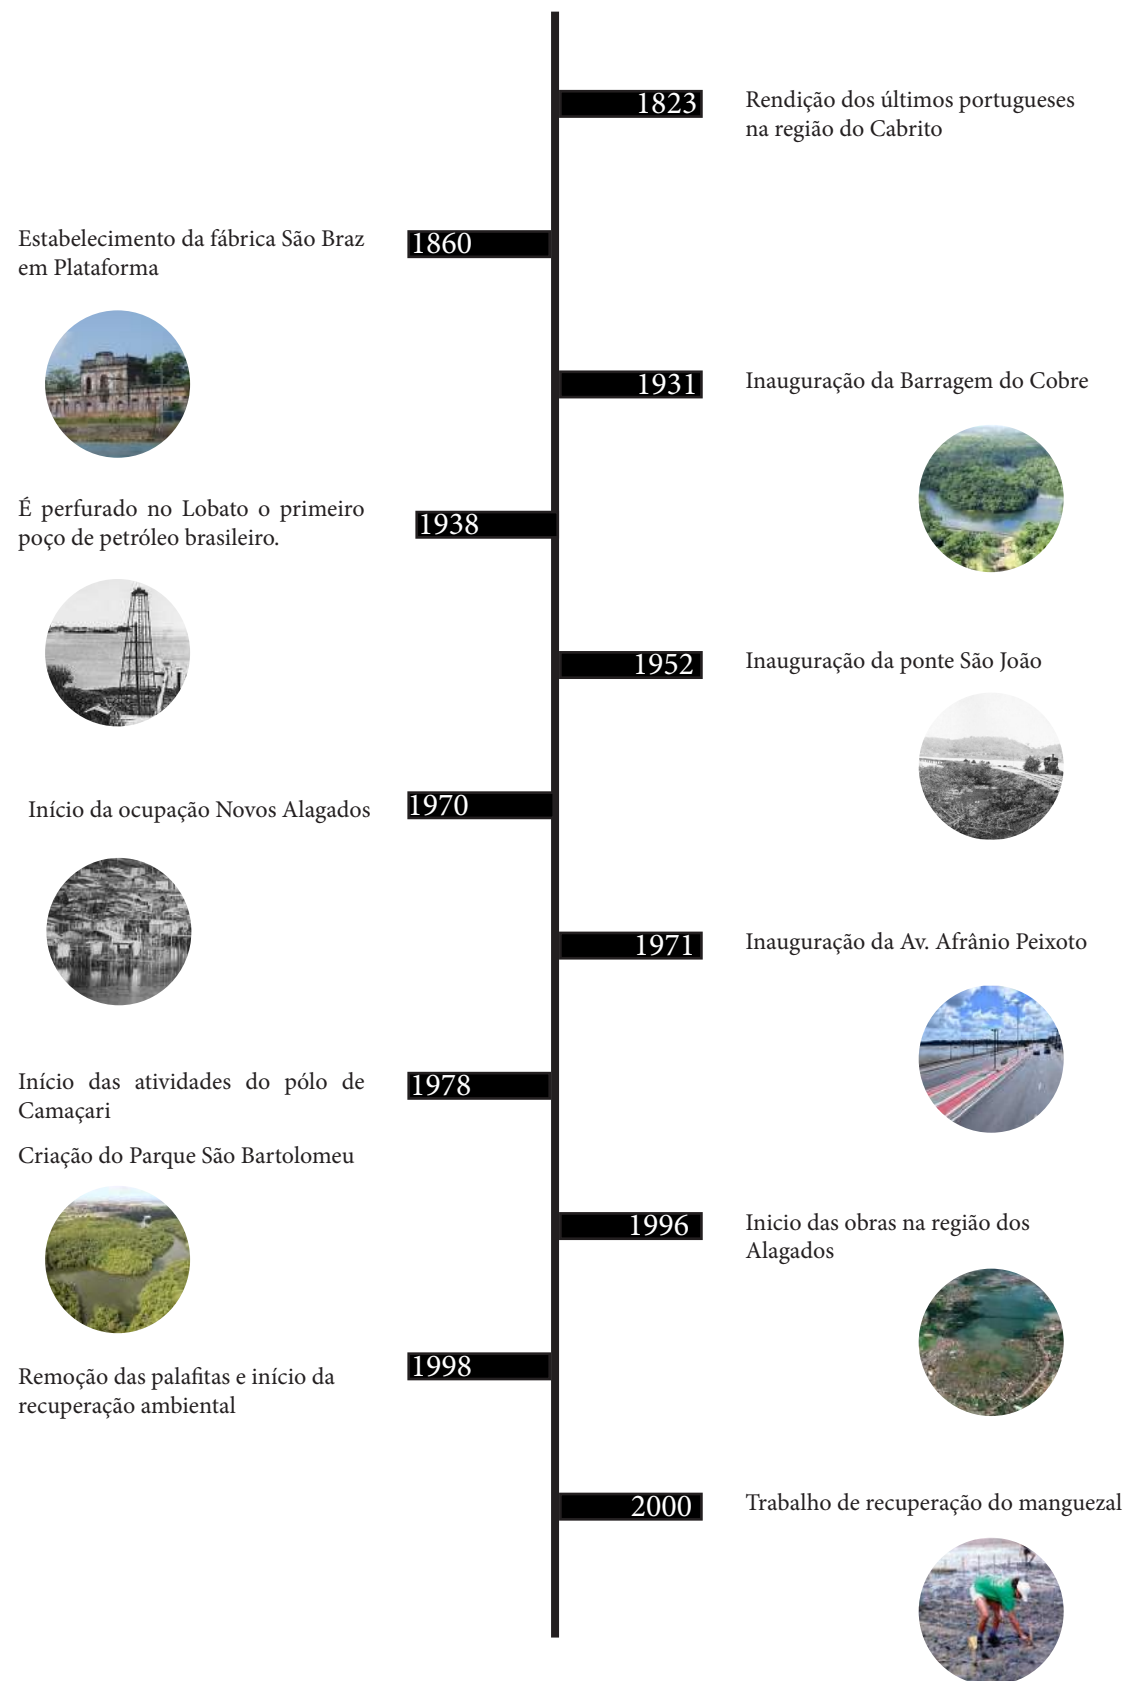 1823
Rendição dos últimos portugueses
na região do Cabrito
Estabelecimento da fábrica São Braz
em Plataforma
1860
1931
Inauguração da Barragem do Cobre
É perfurado no Lobato o primeiro
poço de petróleo brasileiro.
1938
1952
Inauguração da ponte São João
Início da ocupação Novos Alagados
1970
1971
Inauguração da Av. Afrânio Peixoto
Início das atividades do pólo de
Camaçari
1978
Criação do Parque São Bartolomeu
1996
Inicio das obras na região dos
Alagados
Remoção das palafitas e início da
recuperação ambiental
1998
2000
Trabalho de recuperação do manguezal